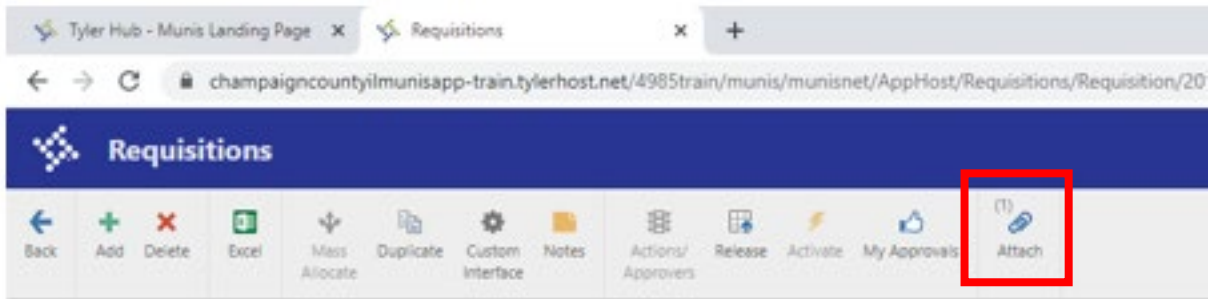 Tyler Hub - Munis Landing Page
Requisitions
champaigncountyilmunisapp-train.tylerhost.net/4985train/munis/munisnet/AppHost/Requisitions/Requisition/20
Requisitions
Back
Add
Delete
Excel
Mass
Allocate
Duplicate
Custom
Interface
Notes
Actions/
Approvers
Release
Activate
My Approvals
(1)
Attach